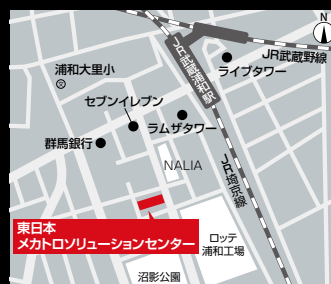 N
JR武蔵野線
JR武蔵浦和駅
ライブタワー
浦和大里小
文
セブンイレブン
ラムザタワー
群馬銀行
NALIA
JR埼京線
東日本
メカトロソリューションセンター
ロッテ
浦和工場
沼影公園